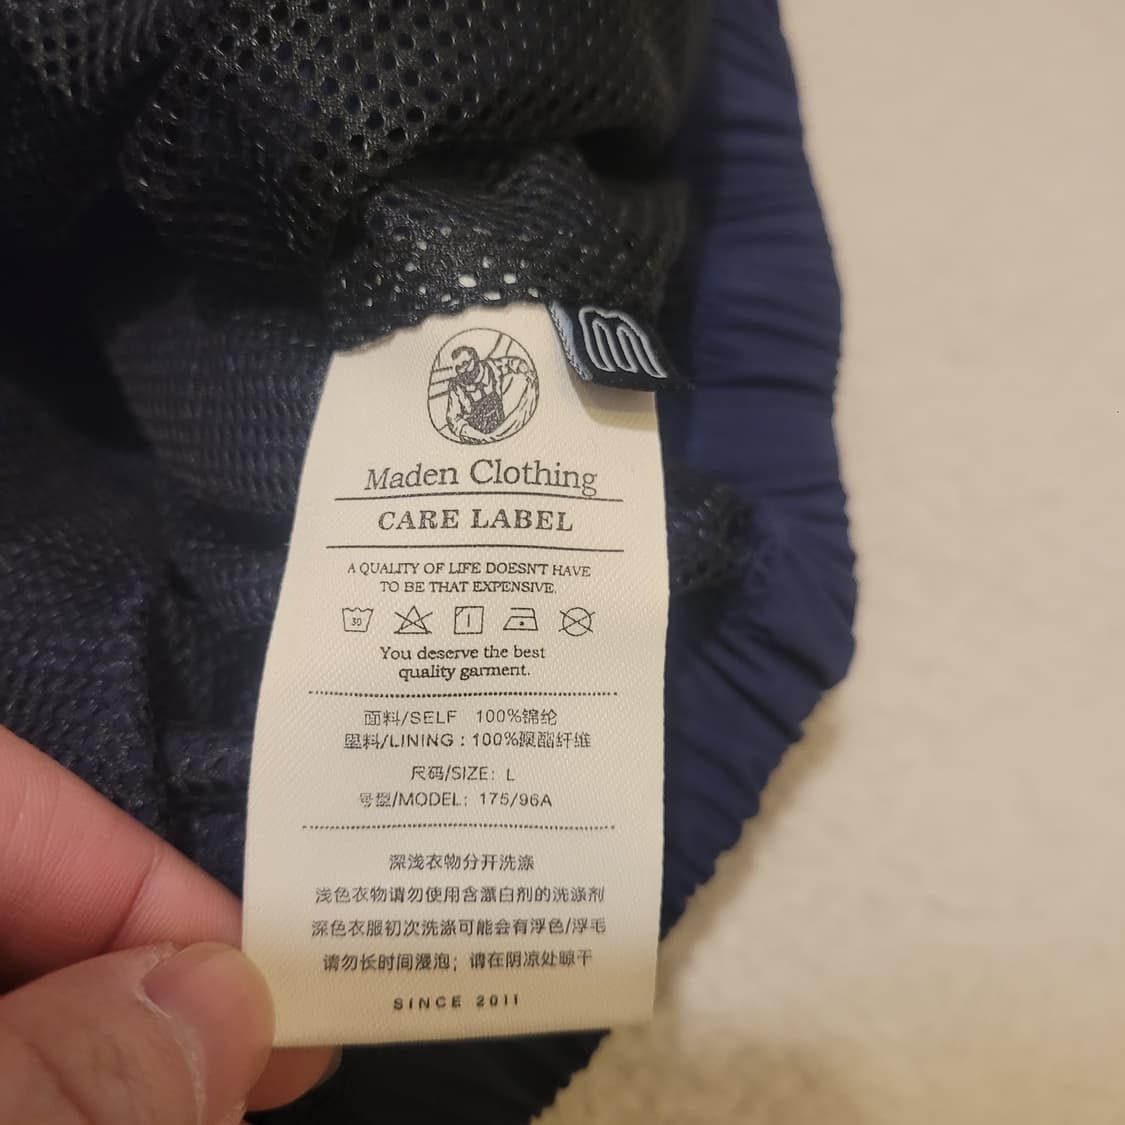 Maden Clothing
CARE LABEL
A QUALITY OF LIFE DOESN'T HAVE
TO BE THAT EXPENSIVE.
30
You deserve the best
quality garment.
面料/SELF 100%锦纶
里料/LINING : 100%聚酯纤维
尺码/SIZE: L
号型/MODEL: 175/96A
深浅衣物分开洗涤
浅色衣物请勿使用含漂白剂的洗涤剂
深色衣服初次洗涤可能会有浮色/浮毛
请勿长时间浸泡；请在阴凉处晾干
SINCE 2011